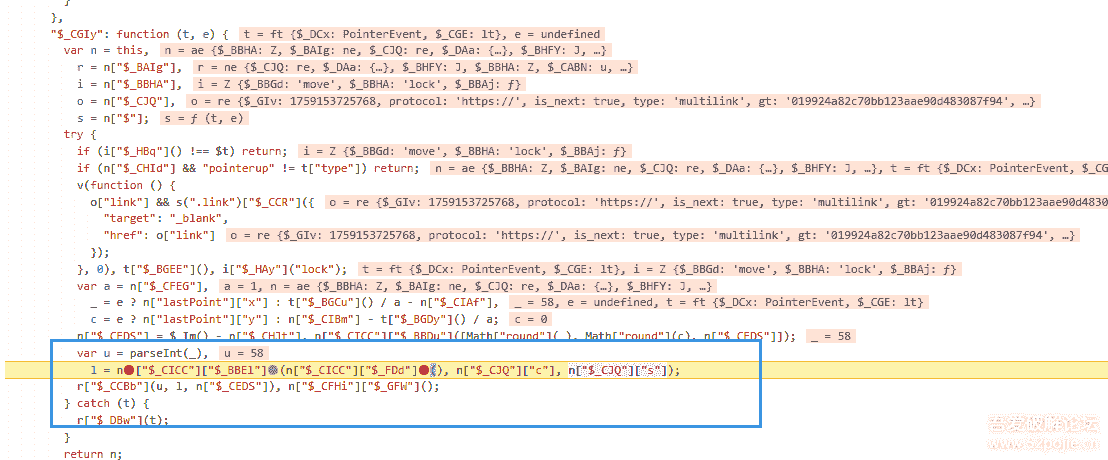 },
"$_CGIy": function (t, e) { t = ft {$_DCx: PointerEvent, $_CGE: lt}, e = undefined
var n = this, n = ae {$_BBHA: Z, $_BAIg: ne, $_CJQ: re, $_DAa: {…}, $_BHFY: J, …}
r = n["$_BAIg"], r = ne {$_CJQ: re, $_DAa: {…}, $_BHFY: J, $_BBHA: Z, $_CABN: u, …}
i = n["$_BBHA"], i = Z {$_BBGd: 'move', $_BBHA: 'lock', $_BBAj: ƒ}
o = n["$_CJQ"], o = re {$_GIv: 1759153725768, protocol: 'https://', is_next: true, type: 'multilink', gt: '019924a82c70bb123aae90d483087f94', …}
s = n["$"]; s = ƒ (t, e)
try {
if (i["$_HBq"]() !== $t) return; i = Z {$_BBGd: 'move', $_BBHA: 'lock', $_BBAj: ƒ}
if (n["$_CHId"] && "pointerup" != t["type"]) return; n = ae {$_BBHA: Z, $_BAIg: ne, $_CJQ: re, $_DAa: {…}, $_BHFY: J, …}, t = ft {$_DCx: PointerEvent, $_CG
v(function () {
o["link"] && s(".link")["$_CCR"]({ o = re {$_GIv: 1759153725768, protocol: 'https://', is_next: true, type: 'multilink', gt: '019924a82c70bb123aae90d4830
"target": "_blank",
"href": o["link"] o = re {$_GIv: 1759153725768, protocol: 'https://', is_next: true, type: 'multilink', gt: '019924a82c70bb123aae90d483087f94', …}
});
}, 0), t["$_BGEE"](), i["$_HAy"]("lock"); t = ft {$_DCx: PointerEvent, $_CGE: lt}, i = Z {$_BBGd: 'move', $_BBHA: 'lock', $_BBAj: ƒ}
var a = n["$_CFEG"], a = 1, n = ae {$_BBHA: Z, $_BAIg: ne, $_CJQ: re, $_DAa: {…}, $_BHFY: J, …}
_ = e ? n["lastPoint"]["x"] : t["$_BGCu"]() / a - n["$_CIAf"], _ = 58, e = undefined, t = ft {$_DCx: PointerEvent, $_CGE: lt}
c = e ? n["lastPoint"]["y"] : n["$_CIBm"] - t["$_BGDy"]() / a; c = 0
n["$_CEDS"] = $_Im() - n["$_CHJt"], n["$_CICC"]["$_BBDu"]([Math["round"](_), Math["round"](c), n["$_CEDS"]]); _ = 58
var u = parseInt(_), u = 58
l = n["$_CICC"]["$_BBEl"](n["$_CICC"]["$_FDd"](), n["$_CJQ"]["c"], n["$_CJQ"]["s"]);
r["$_CCBb"](u, l, n["$_CEDS"]), n["$_CFHi"]["$_GFW"]();
} catch (t) {
r["$_DBw"](t);
}
return n;
吾爱破解论坛
www.52pojie.cn